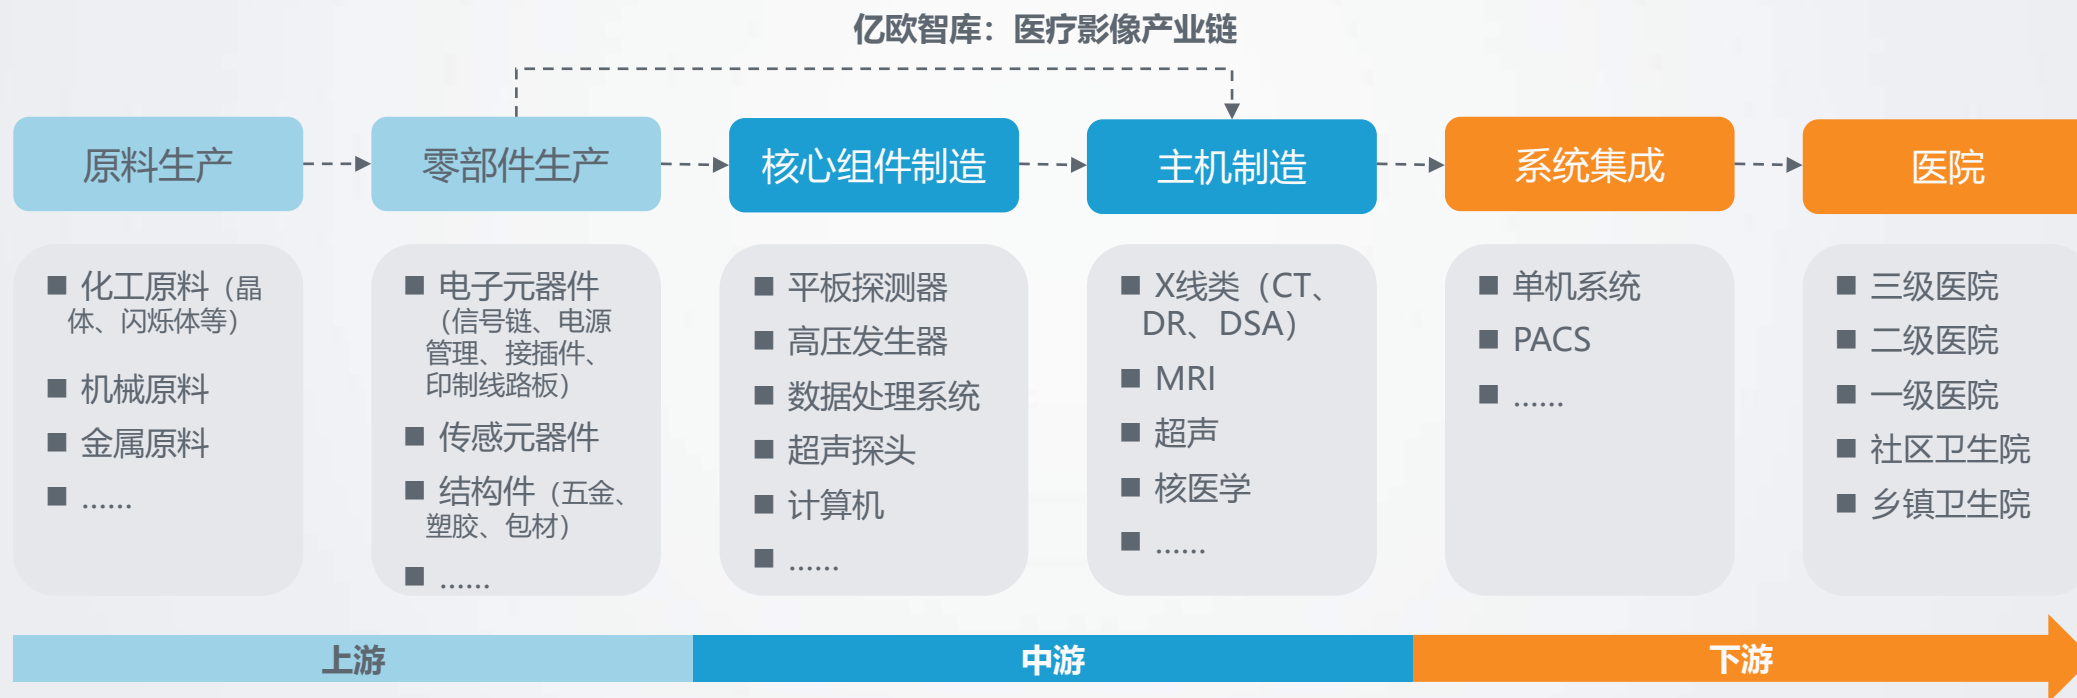 亿欧智库：医疗影像产业链
原料生产
零部件生产
核心组件制造
主机制造
系统集成
医院
■ 化工原料（晶
体、闪烁体等）
■ 机械原料
■ 金属原料
■ ......
■ 电子元器件
（信号链、电源
管理、接插件、
印制线路板）
■ 传感元器件
■ 结构件（五金、
塑胶、包材）
■ ......
■ 平板探测器
■ 高压发生器
■ 数据处理系统
■ 超声探头
■ 计算机
■ ......
■ X线类（CT、
DR、DSA）
■ MRI
■ 超声
■ 核医学
■ ......
■ 单机系统
■ PACS
■ ......
■ 三级医院
■ 二级医院
■ 一级医院
■ 社区卫生院
■ 乡镇卫生院
上游
中游
下游